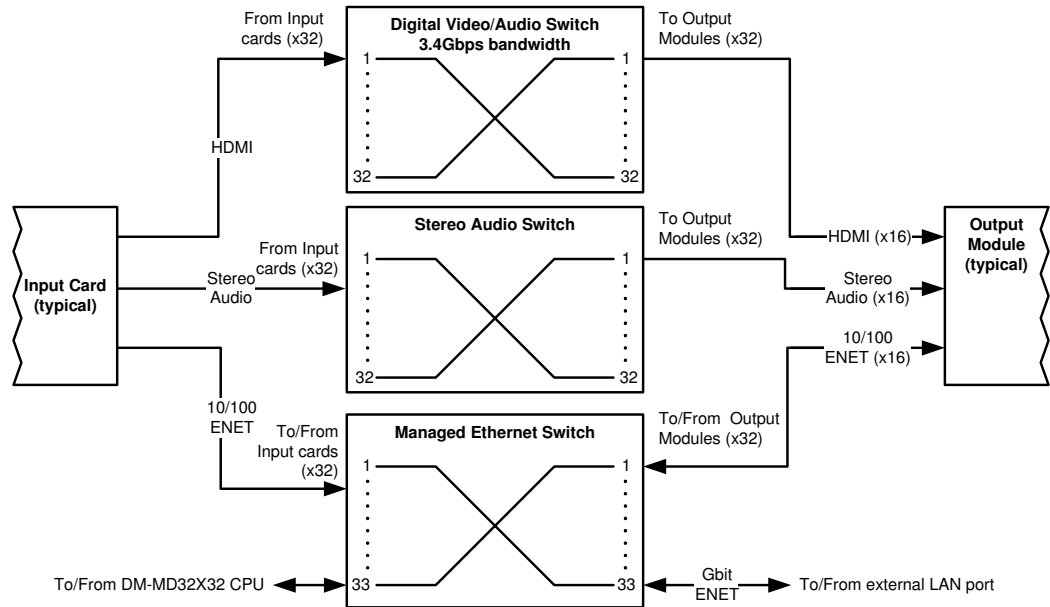 From Input
cards (x32)
Digital Video/Audio Switch
3.4Gbps bandwidth
To Output
Modules (x32)
1
1
HDMI
32
32
Stereo Audio Switch
From Input
cards (x32)
To Output
Modules (x32)
1
1
Input Card
(typical)
Stereo
Audio
HDMI (x16)
Stereo
Audio (x16)
10/100
ENET (x16)
Output
Module
(typical)
32
32
10/100
ENET
To/From
Input cards
(x32)
Managed Ethernet Switch
To/From Output
Modules (x32)
1
1
33
33
To/From DM-MD32X32 CPU
Gbit
ENET
To/From external LAN port